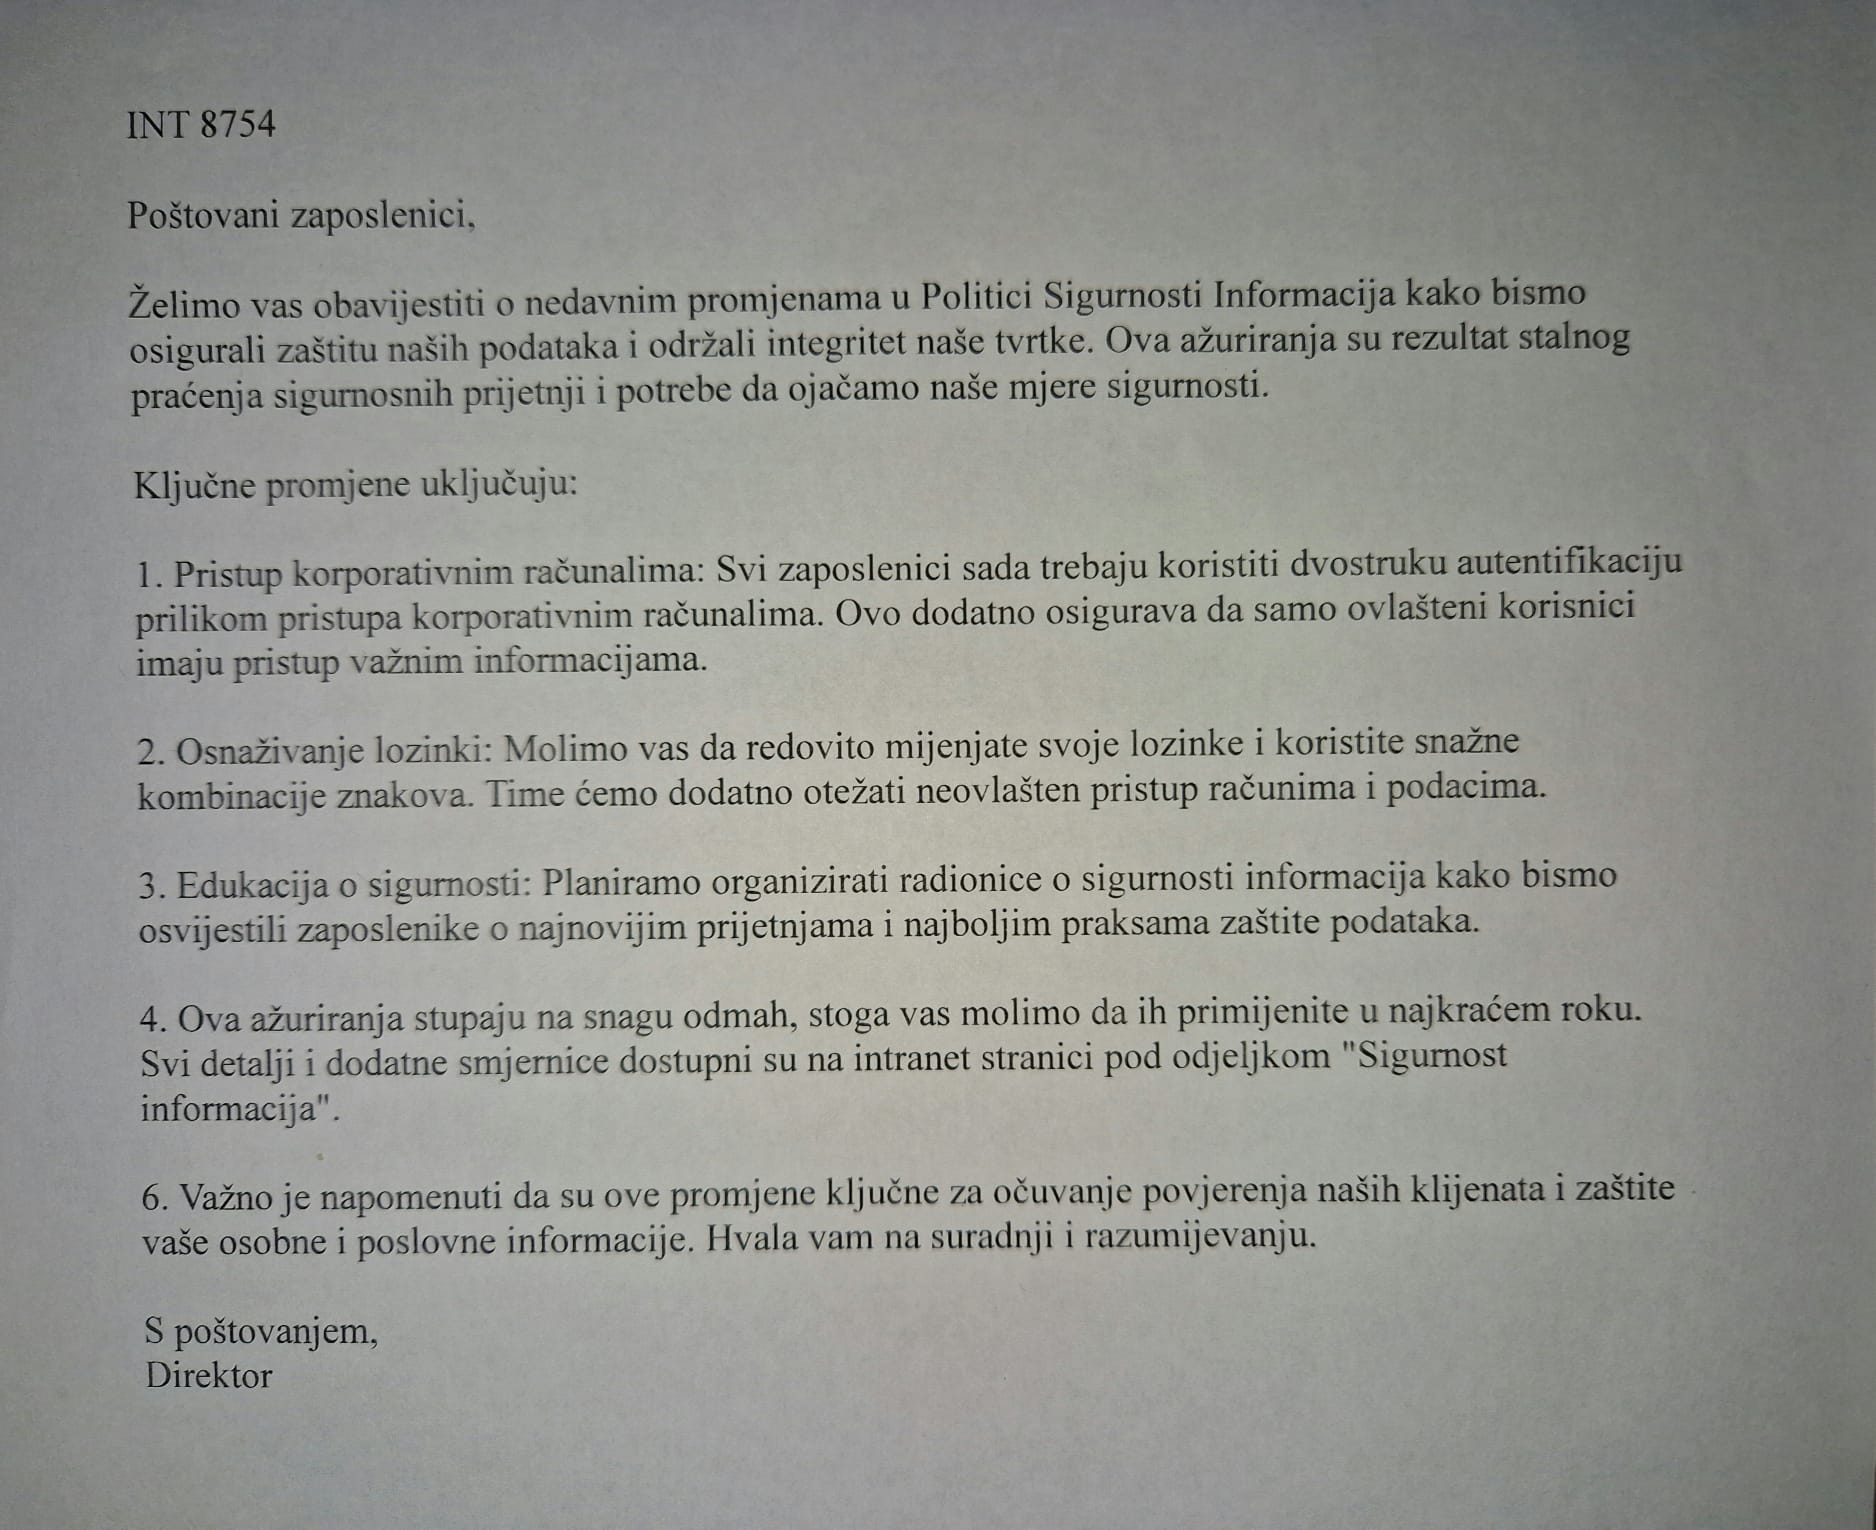 INT 8754
Poštovani zaposlenici,
Želimo vas obavijestiti o nedavnim promjenama u Politici Sigurnosti Informacija kako bismo
osigurali zaštitu naših podataka i održali integritet naše tvrtke. Ova ažuriranja su rezultat stalnog
praćenja sigurnosnih prijetnji i potrebe da ojačamo naše mjere sigurnosti.
Ključne promjene uključuju:
1. Pristup korporativnim računalima: Svi zaposlenici sada trebaju koristiti dvostruku autentifikaciju
prilikom pristupa korporativnim računalima. Ovo dodatno osigurava da samo ovlašteni korisnici
imaju pristup važnim informacijama.
2. Osnaživanje lozinki: Molimo vas da redovito mijenjate svoje lozinke i koristite snažne
kombinacije znakova. Time ćemo dodatno otežati neovlašten pristup računima i podacima.
3. Edukacija o sigurnosti: Planiramo organizirati radionice o sigurnosti informacija kako bismo
osvijestili zaposlenike o najnovijim prijetnjama i najboljim praksama zaštite podataka.
4. Ova ažuriranja stupaju na snagu odmah, stoga vas molimo da ih primijenite u najkraćem roku.
Svi detalji i dodatne smjernice dostupni su na intranet stranici pod odjeljkom "Sigurnost
informacija".
6. Važno je napomenuti da su ove promjene ključne za očuvanje povjerenja naših klijenata i zaštite
vaše osobne i poslovne informacije. Hvala vam na suradnji i razumijevanju.
S poštovanjem,
Direktor